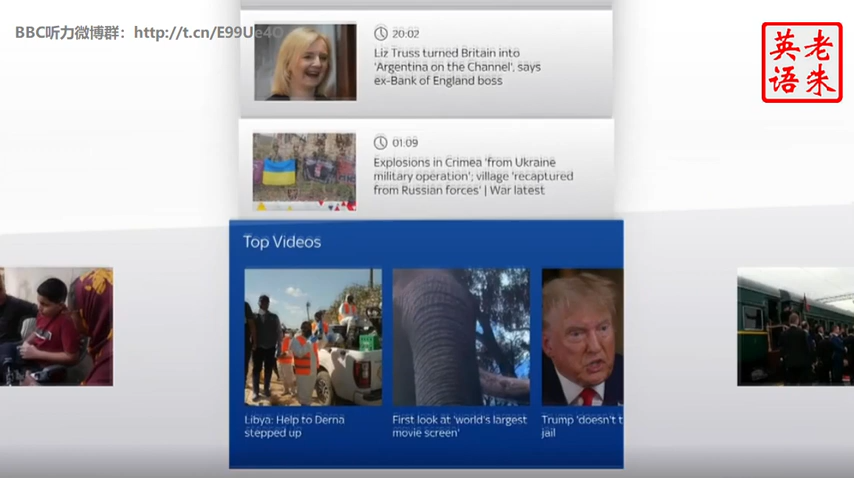 BBC听力微博群：http://t.cn/E99Ue4O
英老
语朱
20:02
Liz Truss turned Britain into
'Argentina on the Channel', says
ex-Bank of England boss
01:09
Explosions in Crimea 'from Ukraine
military operation'; village 'recaptured
from Russian forces' | War latest
Top Videos
Libya: Help to Derna
stepped up
First look at 'world's largest
movie screen'
Trump 'doesn't t
jail